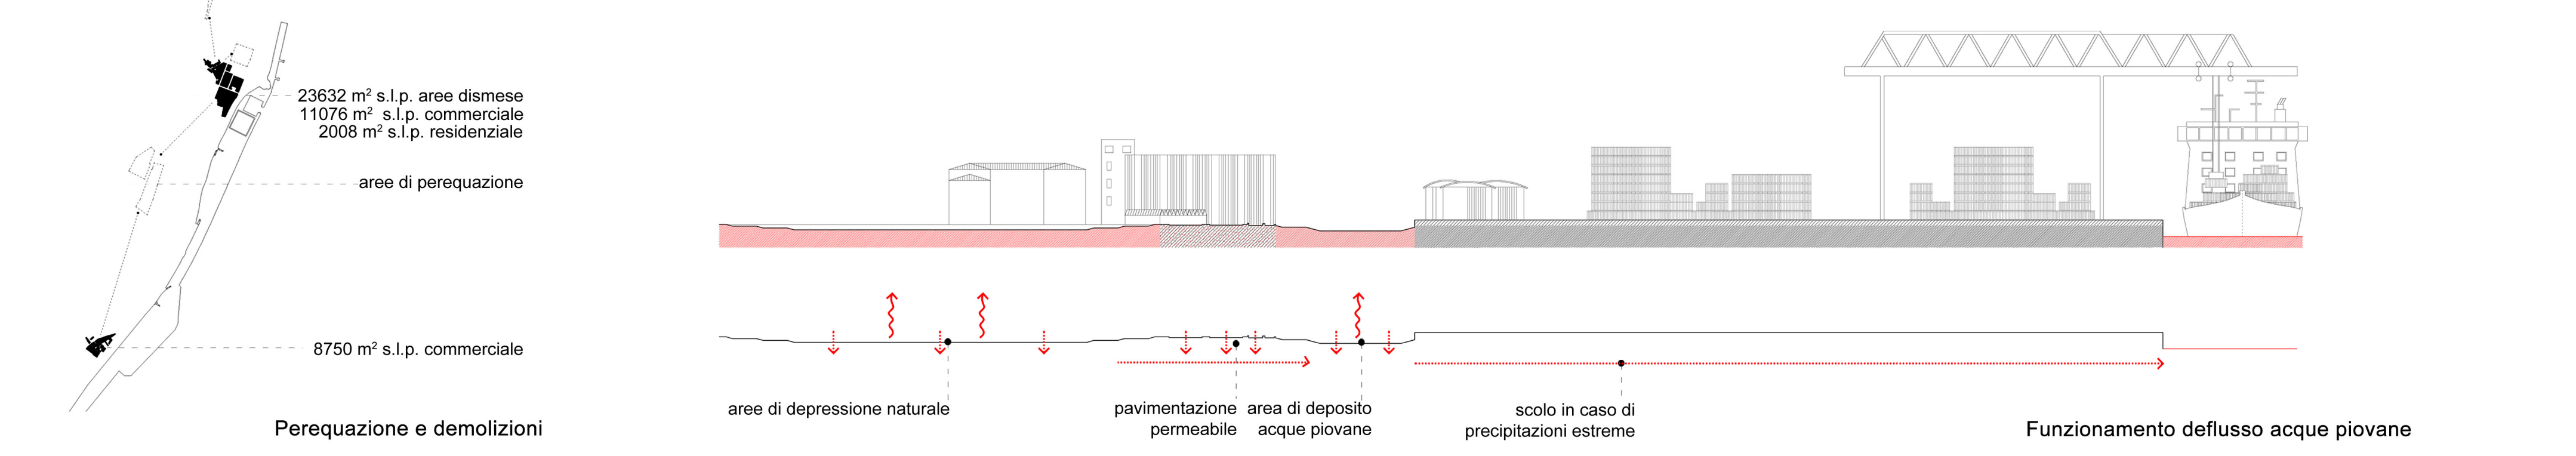 23632 m² s.l.p. aree dismese
11076 m² s.l.p. commerciale
2008 m² s.l.p. residenziale
aree di perequazione
8750 m² s.l.p. commerciale
Perequazione e demolizioni
aree di depressione naturale
pavimentazione
permeabile
area di deposito
acque piovane
scolo in caso di
precipitazioni estreme
Funzionamento deflusso acque piovane